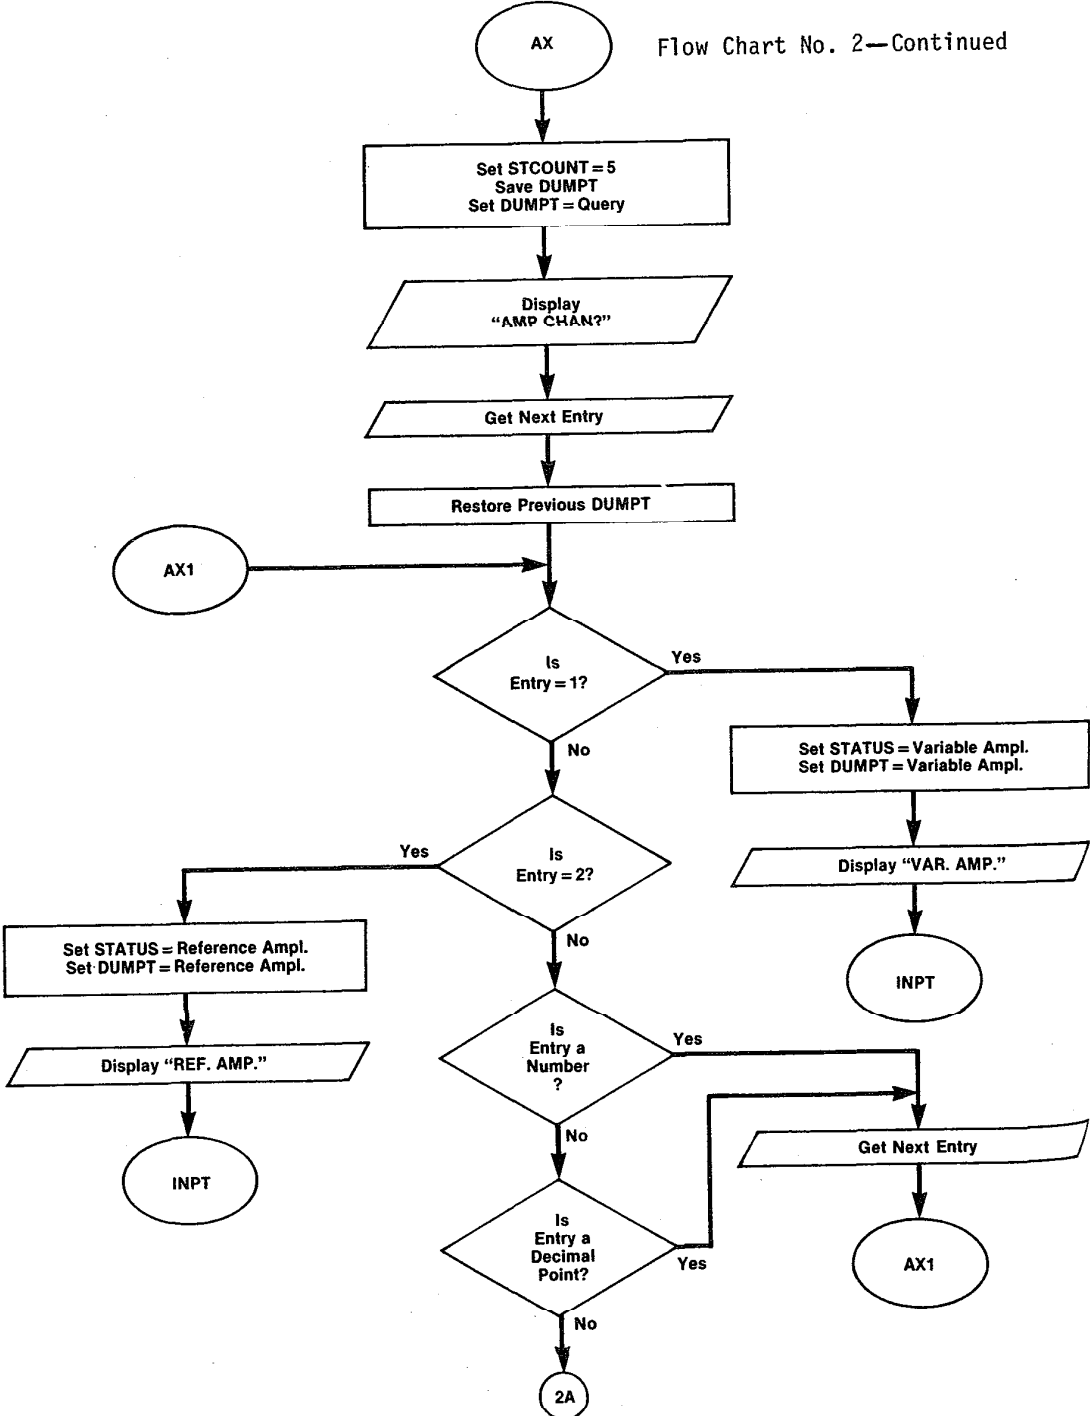 AX
Flow Chart No. 2—Continued
Set STCOUNT = 5
Save DUMPT
Set DUMPT = Query
Display
“AMP CHAN?”
Get Next Entry
Restore Previous DUMPT
AX1
Is
Entry = 1?
Yes
No
Set STATUS = Variable Ampl.
Set DUMPT = Variable Ampl.
Display “VAR. AMP.”
INPT
Is
Entry = 2?
Yes
No
Set STATUS = Reference Ampl.
Set DUMPT = Reference Ampl.
Display “REF. AMP.”
INPT
Is
Entry a
Number
?
Yes
No
Get Next Entry
AX1
Is
Entry a
Decimal
Point?
Yes
No
2A